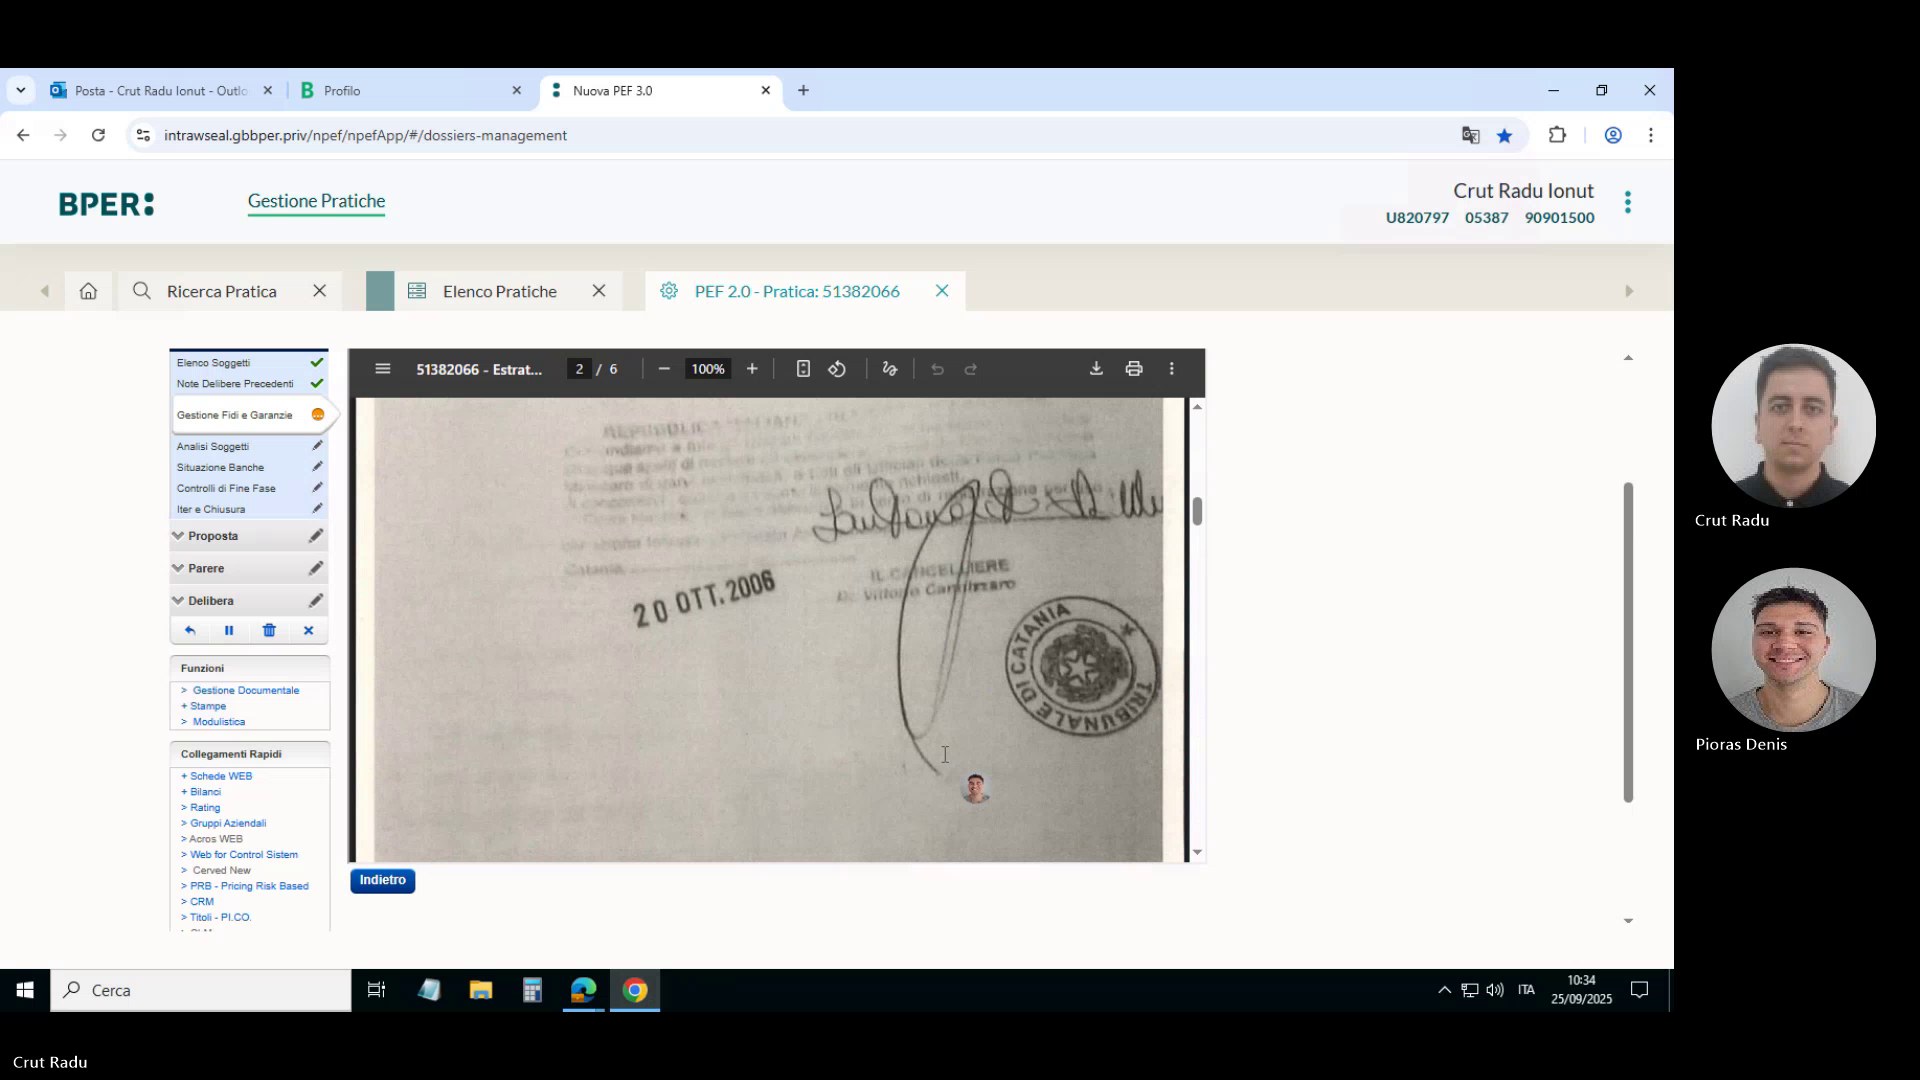 Posta - Crut Radu Ionut - Outlo
Profilo
Nuova PEF 3.0
intrawseal.gbbper.priv/npef/npefApp/#/dossiers-management
BPER:
Gestione Pratiche
Crut Radu Ionut
U820797 05387 90901500
Ricerca Pratica
Elenco Pratiche
PEF 2.0 - Pratica: 51382066
Elenco Soggetti
Note Delibere Precedenti
Gestione Fidi e Garanzie
Analisi Soggetti
Situazione Banche
Controlli di Fine Fase
Iter e Chiusura
Proposta
Parere
Delibera
Funzioni
> Gestione Documentale
+ Stampe
> Modulistica
Collegamenti Rapidi
+ Schede WEB
+ Bilanci
> Rating
> Gruppi Aziendali
> Acros WEB
> Web for Control Sistem
> Cerved New
> PRB - Pricing Risk Based
> CRM
> Titoli - PI.CO.
51382066 - Estrat...
2 / 6
100%
REPUBBLICA ITALIANA
Catania
20 OTT. 2006
IL CANCELLIERE
TRIBUNALE DI CATANIA
Indietro
Crut Radu
Pioras Denis
Cerca
ITA
10:34
25/09/2025
Crut Radu